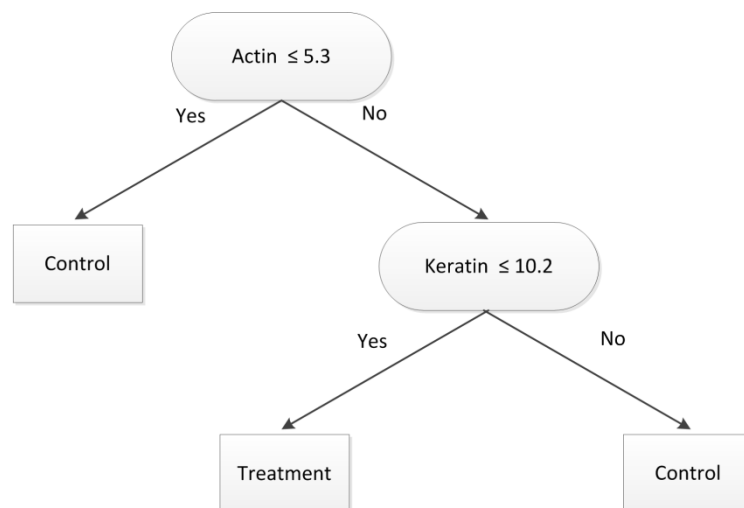 Actin ≤ 5.3
Yes
No
Control
Keratin ≤ 10.2
Yes
No
Treatment
Control